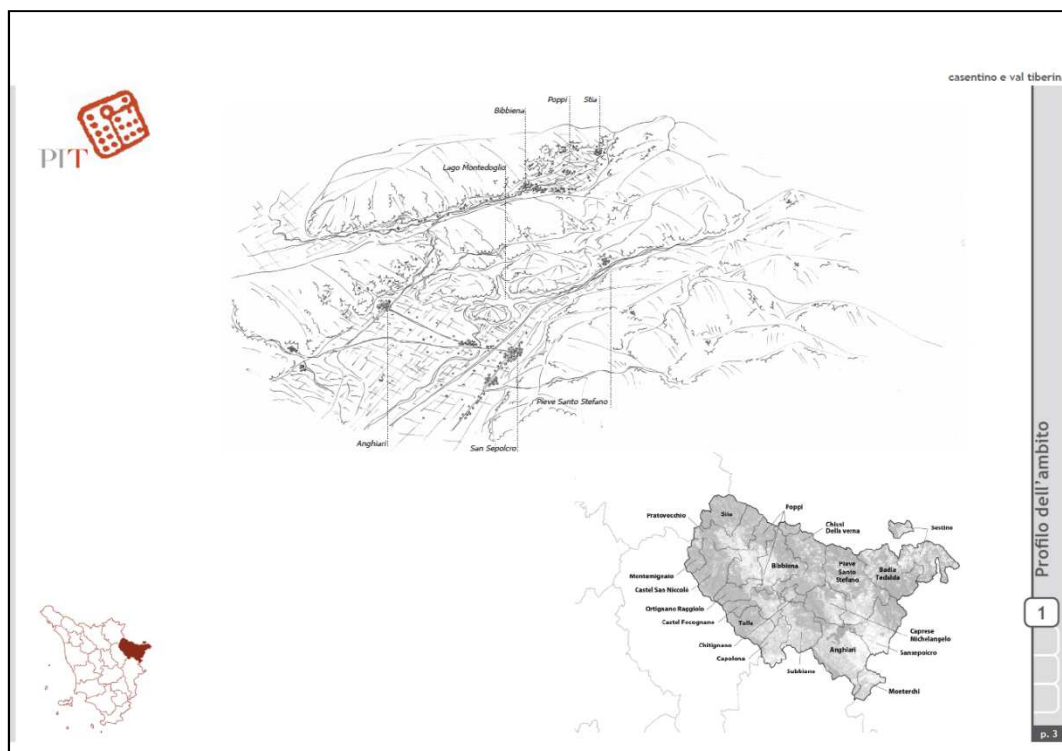 casentino e val tiberin
PIT
Bibbiena
Poppi
Stia
Lago Montedoglio
Pieve Santo Stefano
Anghiari
San Sepolcro
Profilo dell'ambito
1
Pratovecchio
Stia
Poppi
Chiusi
Della verna
Sestino
Montemignaio
Bibbiena
Pieve
Santo
Stefano
Badia
Tedalda
Castel San Niccolò
Ortignano Raggiolo
Castel Focognano
Talla
Chitignano
Capolona
Subbiano
Anghiari
Caprese
Michelangelo
Sansepolcro
Monterchi
p. 3